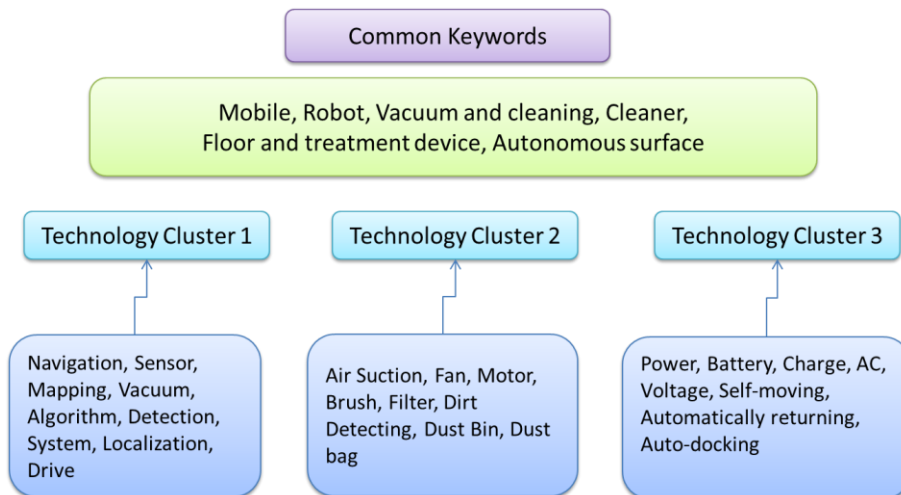 Common Keywords
Mobile, Robot, Vacuum and cleaning, Cleaner,
Floor and treatment device, Autonomous surface
Technology Cluster 1
Technology Cluster 2
Technology Cluster 3
Navigation, Sensor,
Mapping, Vacuum,
Algorithm, Detection,
System, Localization,
Drive
Air Suction, Fan, Motor,
Brush, Filter, Dirt
Detecting, Dust Bin, Dust
bag
Power, Battery, Charge, AC,
Voltage, Self-moving,
Automatically returning,
Auto-docking